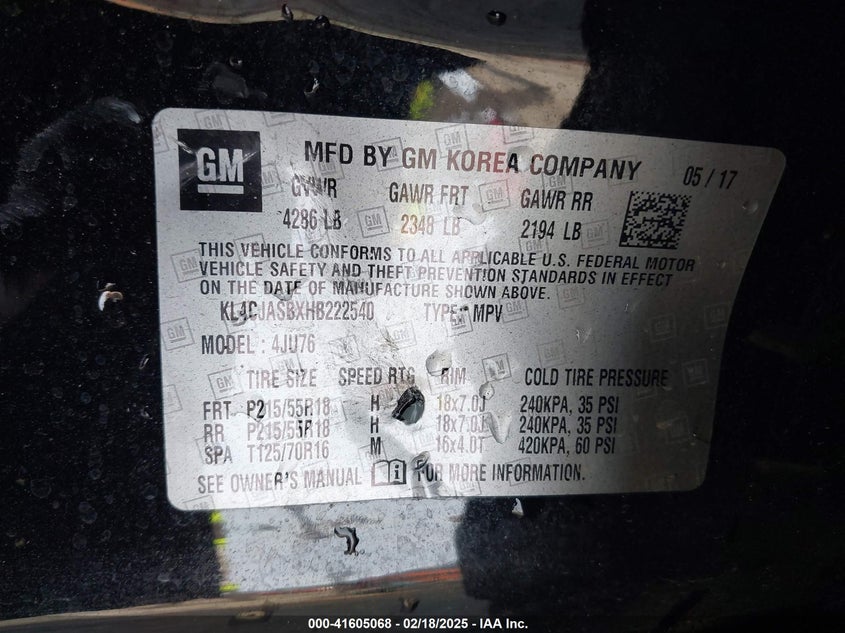 GM
MFD BY GM KOREA COMPANY 05 / 17
GVWR GAWR FRT GAWR RR
4286 LB 2348 LB 2194 LB
THIS VEHICLE CONFORMS TO ALL APPLICABLE U.S. FEDERAL MOTOR
VEHICLE SAFETY AND THEFT PREVENTION STANDARDS IN EFFECT
ON THE DATE OF MANUFACTURE SHOWN ABOVE.
KL4CJASBXHB222540 TYPE: MPV
MODEL: 4JU76
TIRE SIZE SPEED RTG RIM COLD TIRE PRESSURE
FRT P215/55R18 H 18x7.0J 240KPA, 35 PSI
RR P215/55R18 H 18x7.0J 240KPA, 35 PSI
SPA T125/70R16 M 16x4.0T 420KPA, 60 PSI
SEE OWNER'S MANUAL FOR MORE INFORMATION.
000-41605068 - 02/18/2025 - IAA Inc.